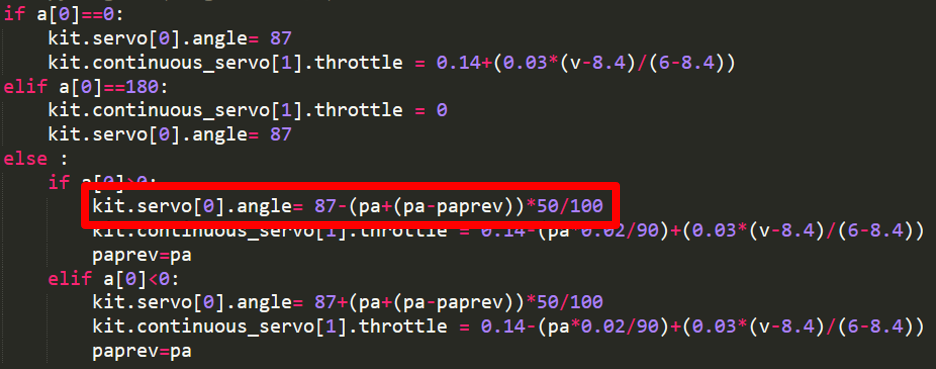 if a[0]==0:
kit.servo[0].angle= 87
kit.continuous_servo[1].throttle = 0.14+(0.03*(v-8.4)/(6-8.4))
elif a[0]==180:
kit.continuous_servo[1].throttle = 0
kit.servo[0].angle= 87
else :
if a[0]>0:
kit.servo[0].angle= 87-(pa+(pa-paprev))*50/100
kit.continuous_servo[1].throttle = 0.14-(pa*0.02/90)+(0.03*(v-8.4)/(6-8.4))
paprev=pa
elif a[0]<0:
kit.servo[0].angle= 87+(pa+(pa-paprev))*50/100
kit.continuous_servo[1].throttle = 0.14-(pa*0.02/90)+(0.03*(v-8.4)/(6-8.4))
paprev=pa